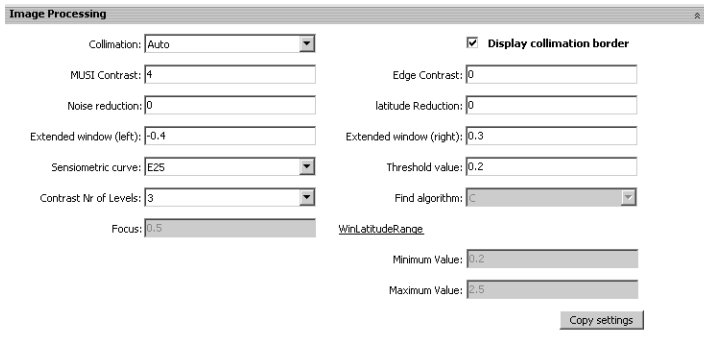 Image Processing
Collimation: Auto
Display collimation border
MUSI Contrast: 4
Edge Contrast: 0
Noise reduction: 0
latitude Reduction: 0
Extended window (left): -0.4
Extended window (right): 0.3
Sensiometric curve: E25
Threshold value: 0.2
Contrast Nr of Levels: 3
Find algorithm: C
Focus: 0.5
WinLatitudeRange
Minimum Value: 0.2
Maximum Value: 2.5
Copy settings